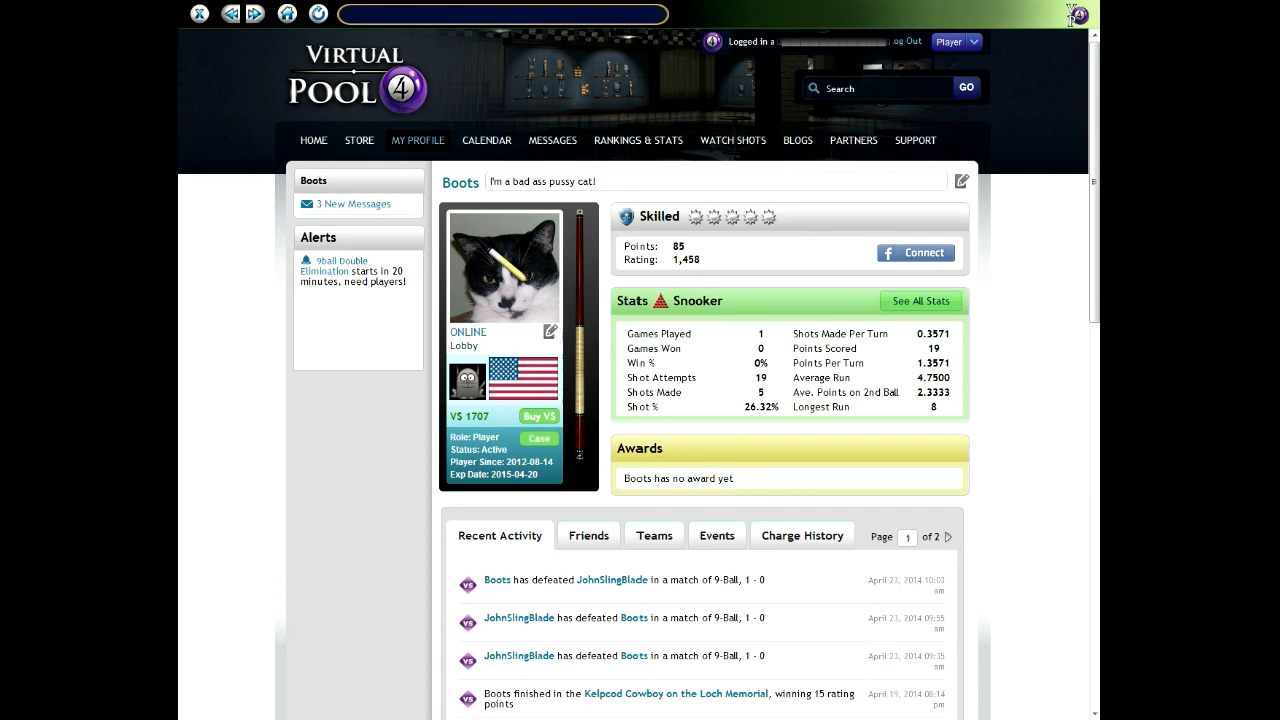 VIRTUAL
POOL 4
4 Logged in a og Out Player
Search GO
HOME STORE MY PROFILE CALENDAR MESSAGES RANKINGS & STATS WATCH SHOTS BLOGS PARTNERS SUPPORT
Boots
3 New Messages
Alerts
9ball Double
Elimination starts in 20
minutes, need players!
Boots I'm a bad ass pussy cat!
ONLINE
Lobby
V$ 1707 Buy V$
Role: Player Case
Status: Active
Player Since: 2012-08-14
Exp Date: 2015-04-20
Skilled
Points: 85
Rating: 1,458
f Connect
Stats Snooker See All Stats
Games Played 1 Shots Made Per Turn 0.3571
Games Won 0 Points Scored 19
Win % 0% Points Per Turn 1.3571
Shot Attempts 19 Average Run 4.7500
Shots Made 5 Ave. Points on 2nd Ball 2.3333
Shot % 26.32% Longest Run 8
Awards
Boots has no award yet
Recent Activity Friends Teams Events Charge History Page 1 of 2
VS Boots has defeated JohnSlingBlade in a match of 9-Ball, 1 - 0 April 23, 2014 10:03
am
VS JohnSlingBlade has defeated Boots in a match of 9-Ball, 1 - 0 April 23, 2014 09:55
am
VS JohnSlingBlade has defeated Boots in a match of 9-Ball, 1 - 0 April 23, 2014 09:35
am
VS Boots finished in the Kelpcod Cowboy on the Loch Memorial, winning 15 rating April 19, 2014 08:14
points pm